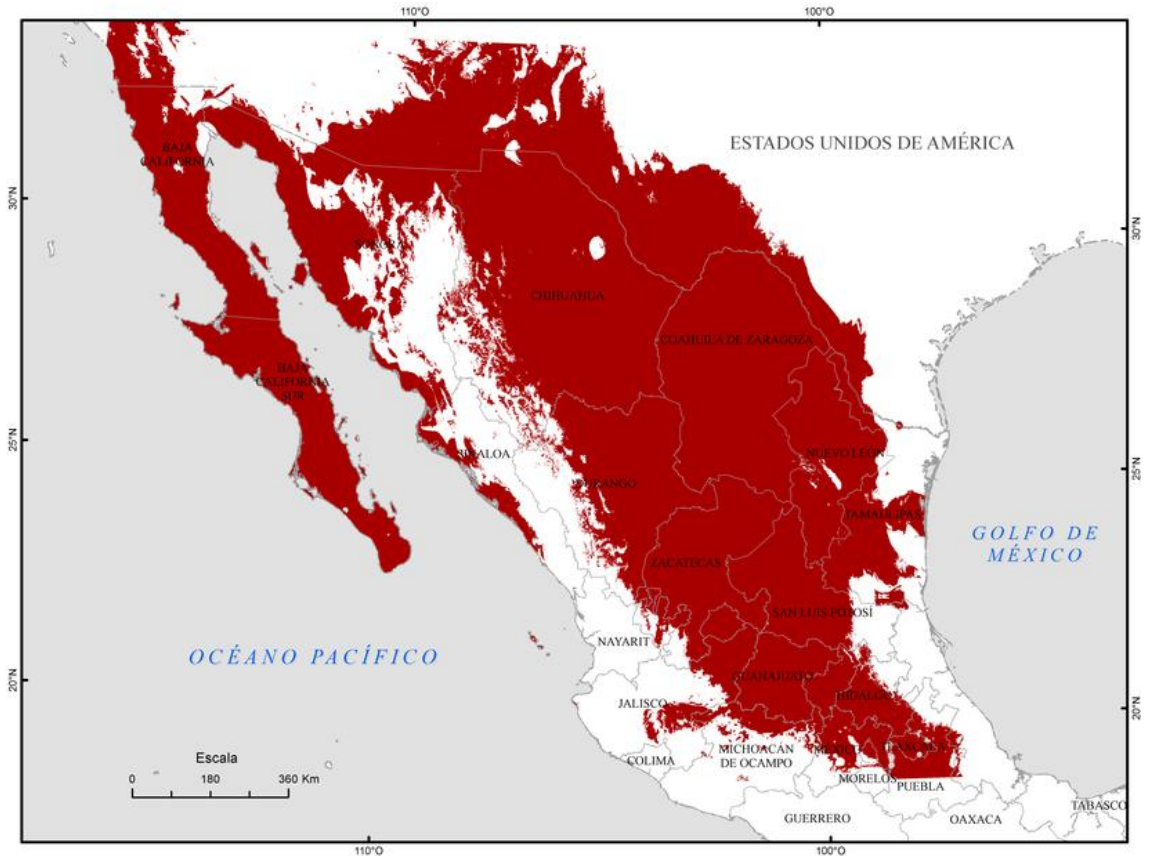 110°O
100°O
ESTADOS UNIDOS DE AMÉRICA
BAJA
CALIFORNIA
30°N
30°N
SONORA
CHIHUAHUA
COAHUILA DE ZARAGOZA
BAJA
CALIFORNIA
SUR
25°N
25°N
SINALOA
NUEVO LEÓN
DURANGO
TAMAULIPAS
GOLFO DE
MÉXICO
ZACATECAS
SAN LUIS POTOSÍ
NAYARIT
OCÉANO PACÍFICO
GUANAJUATO
20°N
HIDALGO
20°N
JALISCO
Escala
MICHOACÁN
DE OCAMPO
MÉXICO
TLAXCALA
COLIMA
0 180 360 Km
MORELOS
PUEBLA
TABASCO
GUERRERO
OAXACA
110°O
100°O